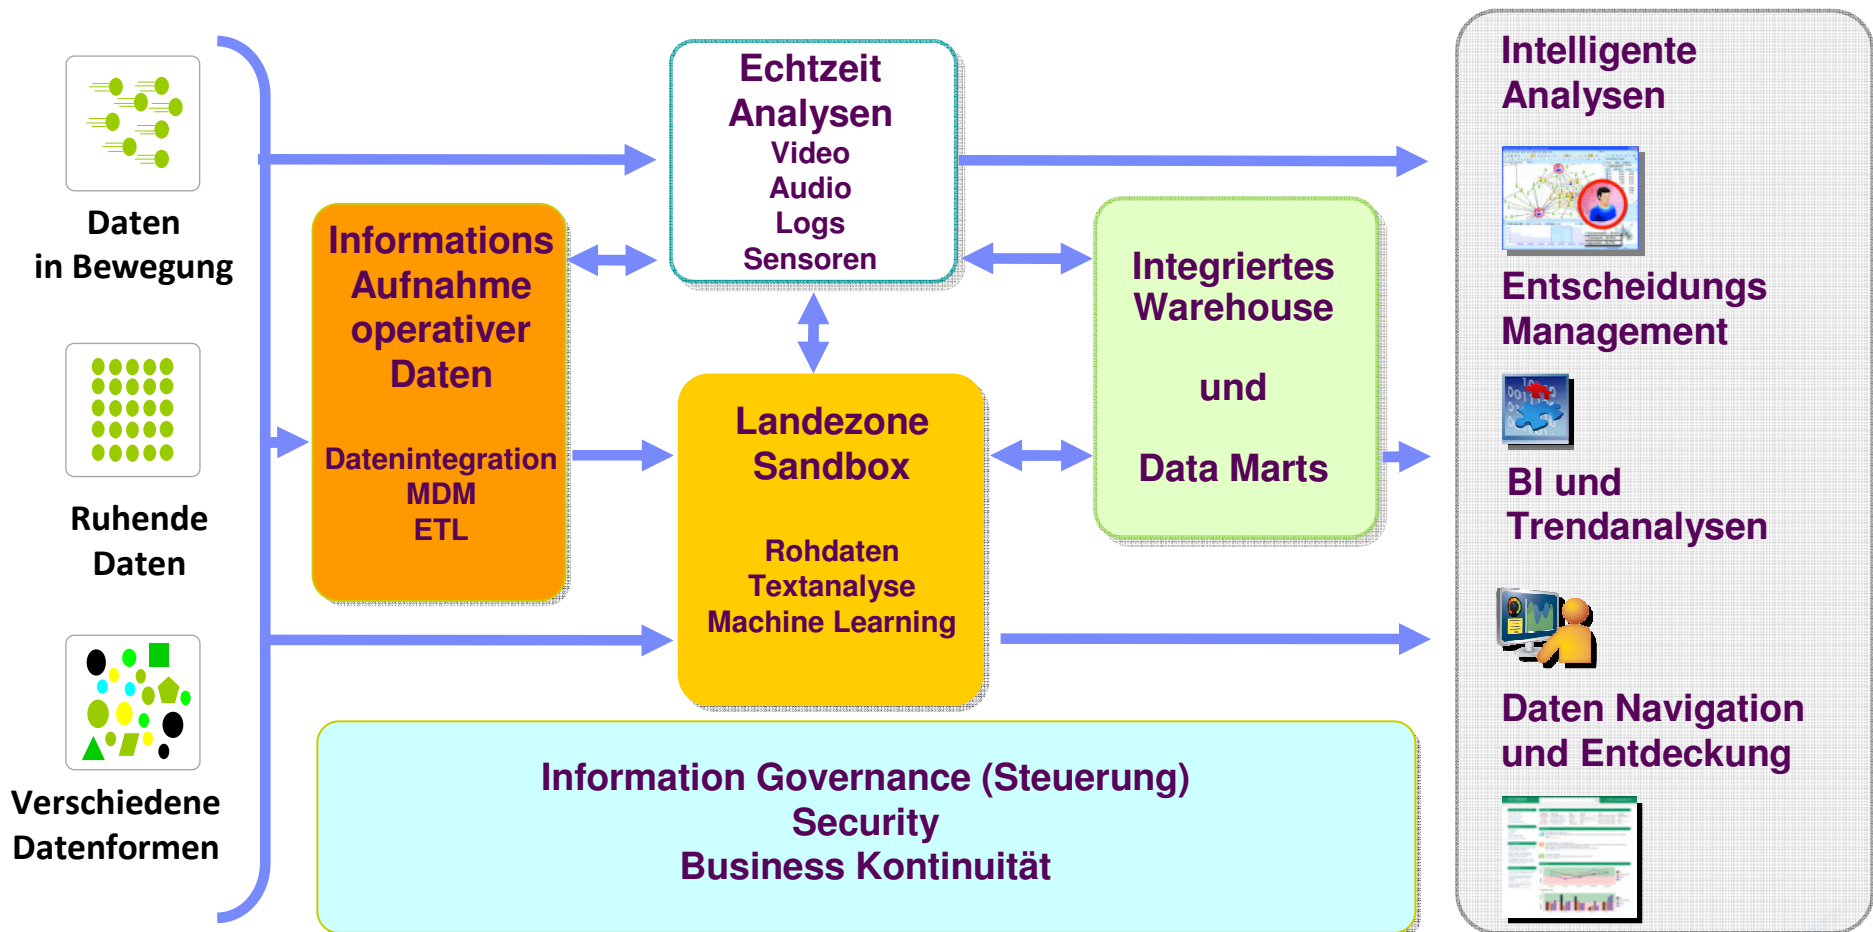 Daten
in Bewegung
Ruhende
Daten
Verschiedene
Datenformen
Informations
Aufnahme
operativer
Daten
Datenintegration
MDM
ETL
Echtzeit
Analysen
Video
Audio
Logs
Sensoren
Landezone
Sandbox
Rohdaten
Textanalyse
Machine Learning
Integriertes
Warehouse
und
Data Marts
Information Governance (Steuerung)
Security
Business Kontinuität
Intelligente
Analysen
Entscheidungs
Management
BI und
Trendanalysen
Daten Navigation
und Entdeckung